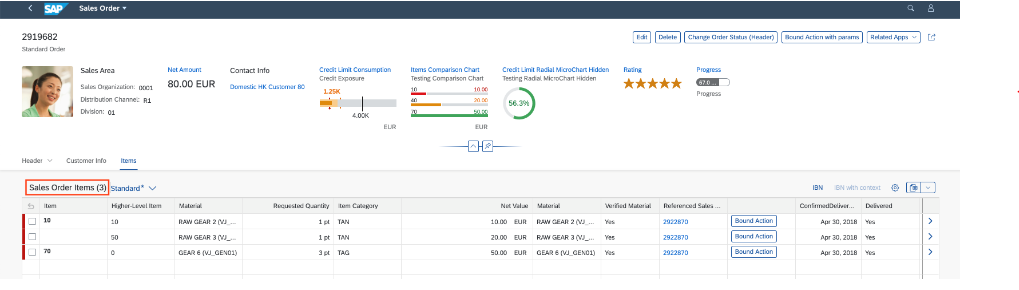 SAP Sales Order
2919682
Standard Order
Edit Delete Change Order Status (Header) Bound Action with params Related Apps
Sales Area
Sales Organization: 0001
Distribution Channel: R1
Division: 01
Net Amount
80.00 EUR
Contact Info
Domestic HK Customer 80
Credit Limit Consumption
Credit Exposure
1.25K
4.00K
EUR
Items Comparison Chart
Testing Comparison Chart
10 10.00
40 20.00
70 50.00
EUR
Credit Limit RadialMicroChart Hidden
Testing Radial MicroChart Hidden
56.3%
Rating
Progress
67.0 ...
Progress
Header Customer Info Items
Sales Order Items (3) Standard*
IBN IBN with context
Item Higher-Level Item Material Requested Quantity Item Category Net Value Material Verified Material Referenced Sales ... ConfirmedDeliver... Delivered
10 10 RAW GEAR 2 (VJ_... 1 pt TAN 10.00 EUR RAW GEAR 2 (VJ_... Yes 2922870 Bound Action Apr 30, 2018 Yes
50 RAW GEAR 3 (VJ_... 1 pt TAN 20.00 EUR RAW GEAR 3 (VJ_... Yes 2922870 Bound Action Apr 30, 2018 Yes
70 0 GEAR 6 (VJ_GEN01) 3 pt TAG 50.00 EUR GEAR 6 (VJ_GEN01) Yes 2922870 Bound Action Apr 30, 2018 Yes